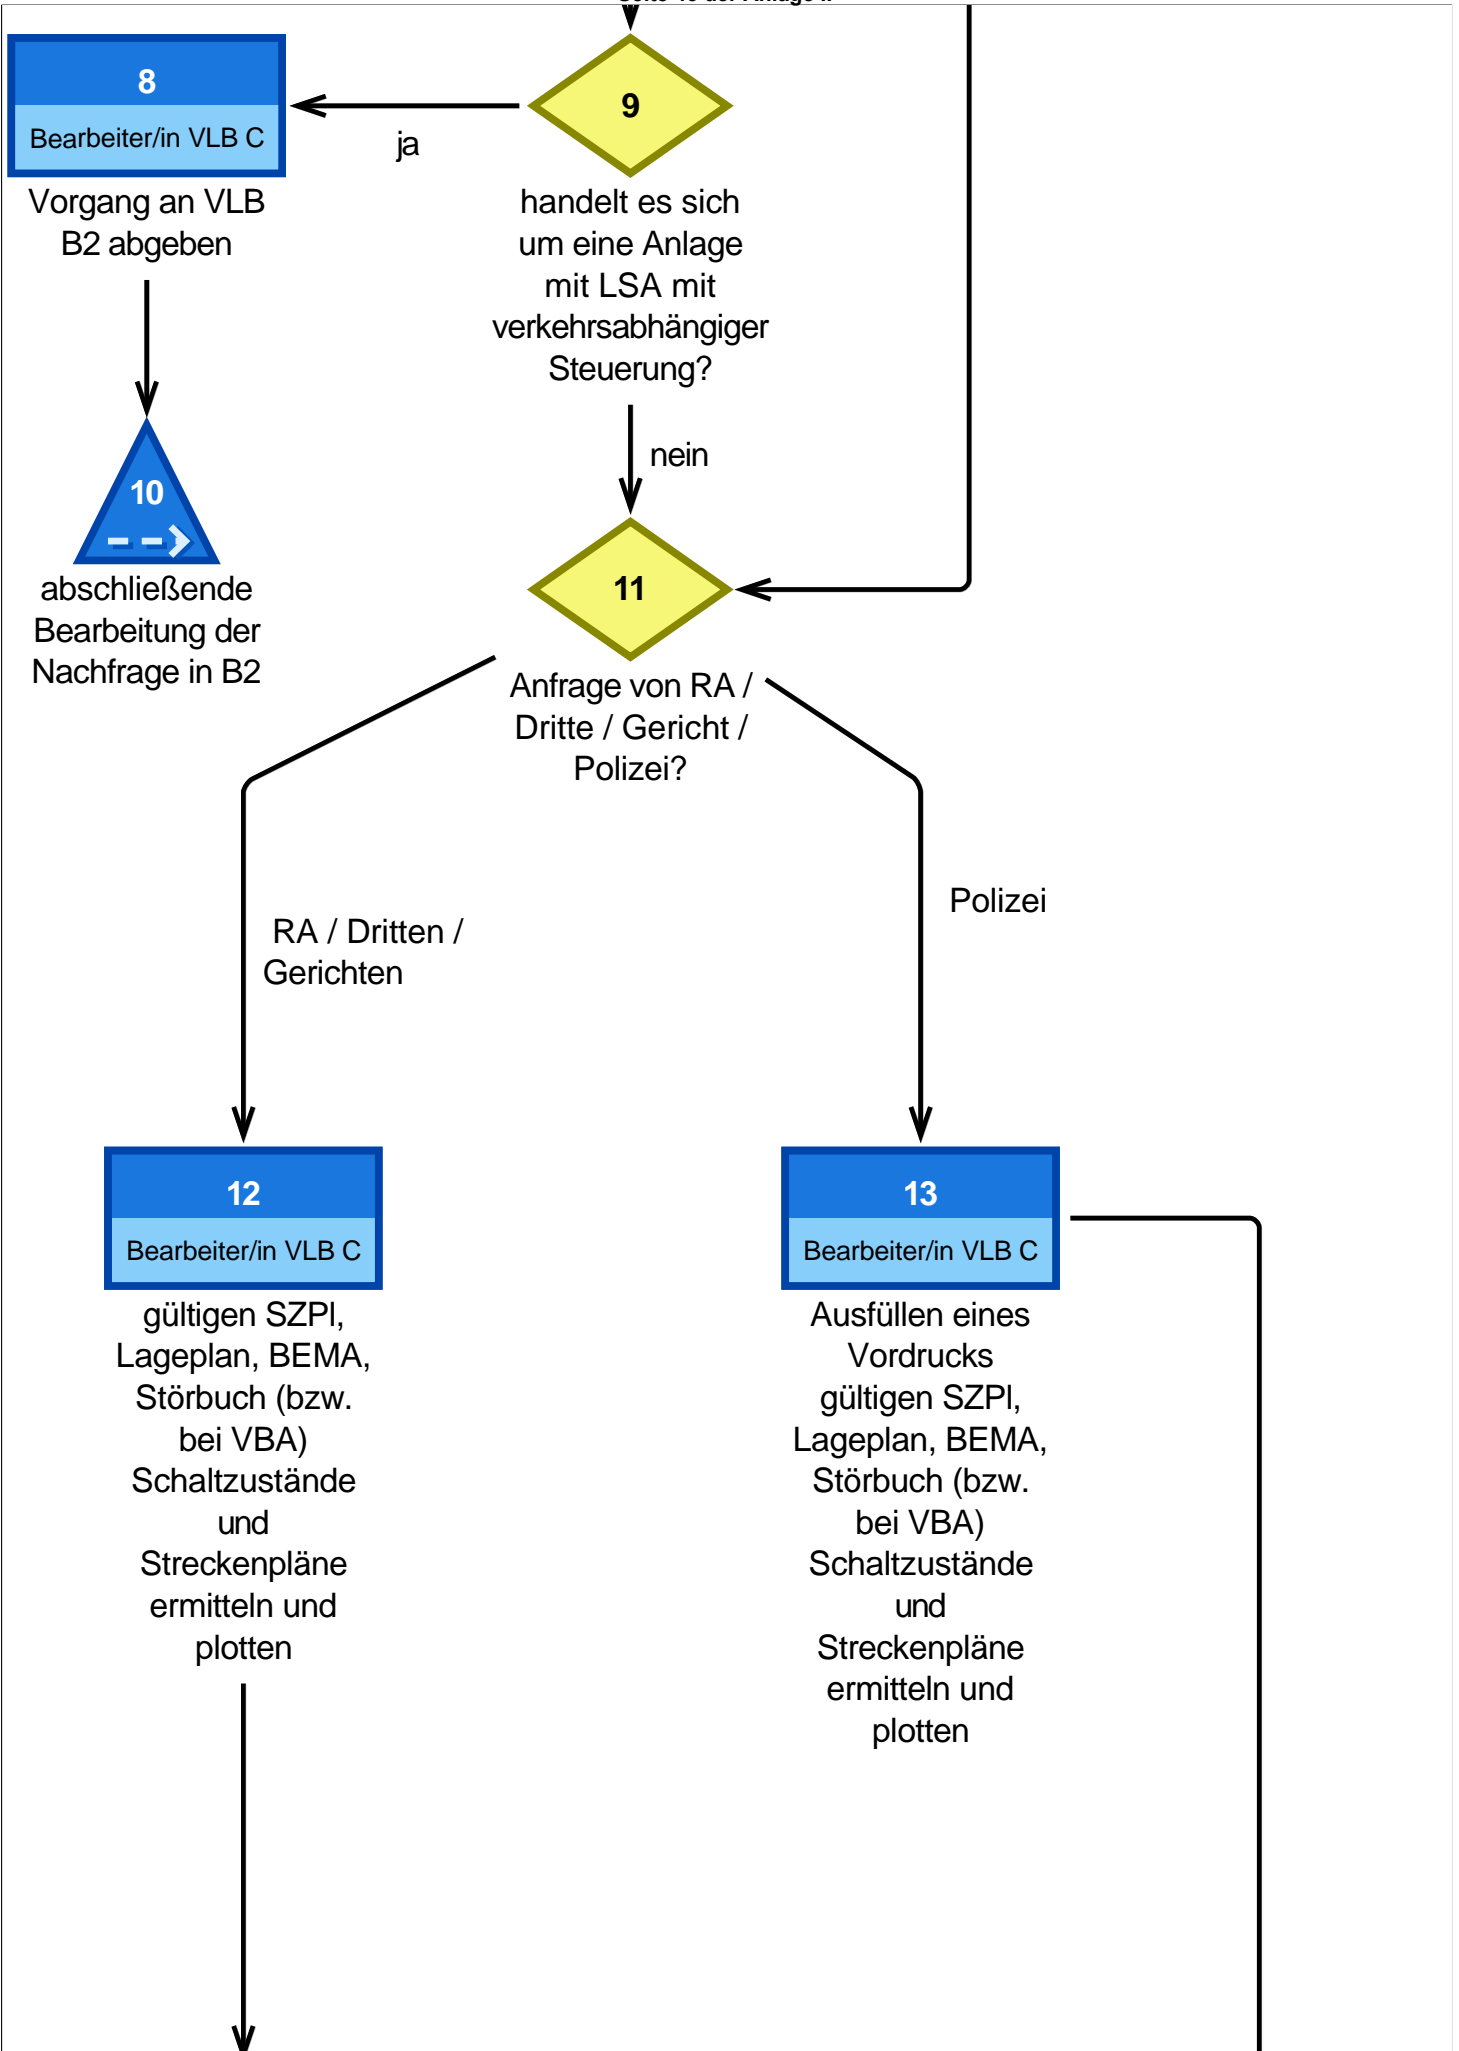 8
Bearbeiter/in VLB C
Vorgang an VLB
B2 abgeben
9
ja
handelt es sich
um eine Anlage
mit LSA mit
verkehrsabhängiger
Steuerung?
nein
10
abschließende
Bearbeitung der
Nachfrage in B2
11
Anfrage von RA /
Dritte / Gericht /
Polizei?
RA / Dritten /
Gerichten
Polizei
12
Bearbeiter/in VLB C
gültigen SZPl,
Lageplan, BEMA,
Störbuch (bzw.
bei VBA)
Schaltzustände
und
Streckenpläne
ermitteln und
plotten
13
Bearbeiter/in VLB C
Ausfüllen eines
Vordrucks
gültigen SZPl,
Lageplan, BEMA,
Störbuch (bzw.
bei VBA)
Schaltzustände
und
Streckenpläne
ermitteln und
plotten